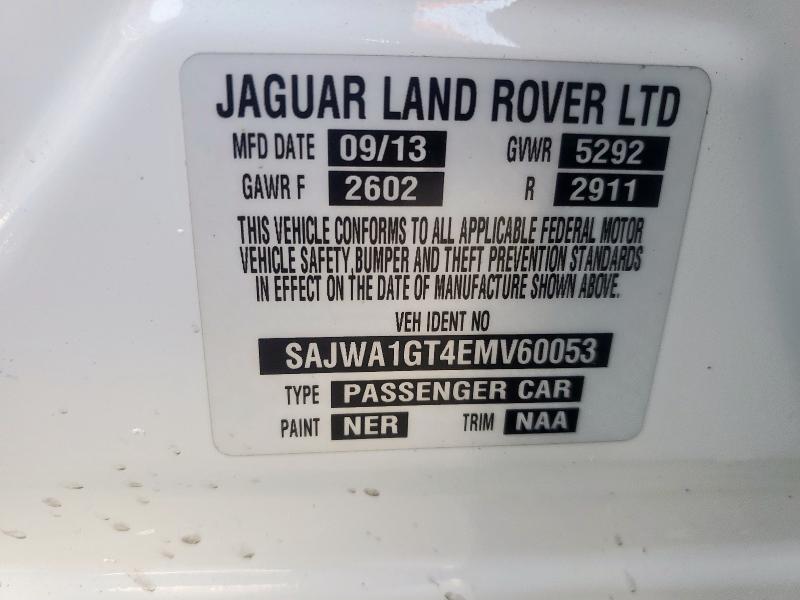 JAGUAR LAND ROVER LTD
MFD DATE 09/13 GVWR 5292
GAWR F 2602 R 2911
THIS VEHICLE CONFORMS TO ALL APPLICABLE FEDERAL MOTOR
VEHICLE SAFETY,BUMPER AND THEFT PREVENTION STANDARDS
IN EFFECT ON THE DATE OF MANUFACTURE SHOWN ABOVE.
VEH IDENT NO
SAJWA1GT4EMV60053
TYPE PASSENGER CAR
PAINT NER TRIM NAA